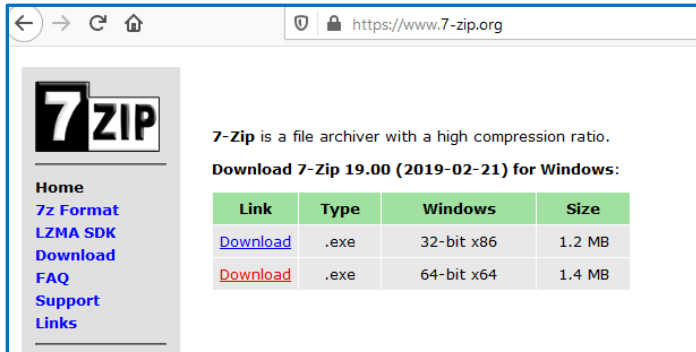 https://www.7-zip.org
7ZIP
Home
7z Format
LZMA SDK
Download
FAQ
Support
Links
7-Zip is a file archiver with a high compression ratio.
Download 7-Zip 19.00 (2019-02-21) for Windows:
Link Type Windows Size
Download .exe 32-bit x86 1.2 MB
Download .exe 64-bit x64 1.4 MB